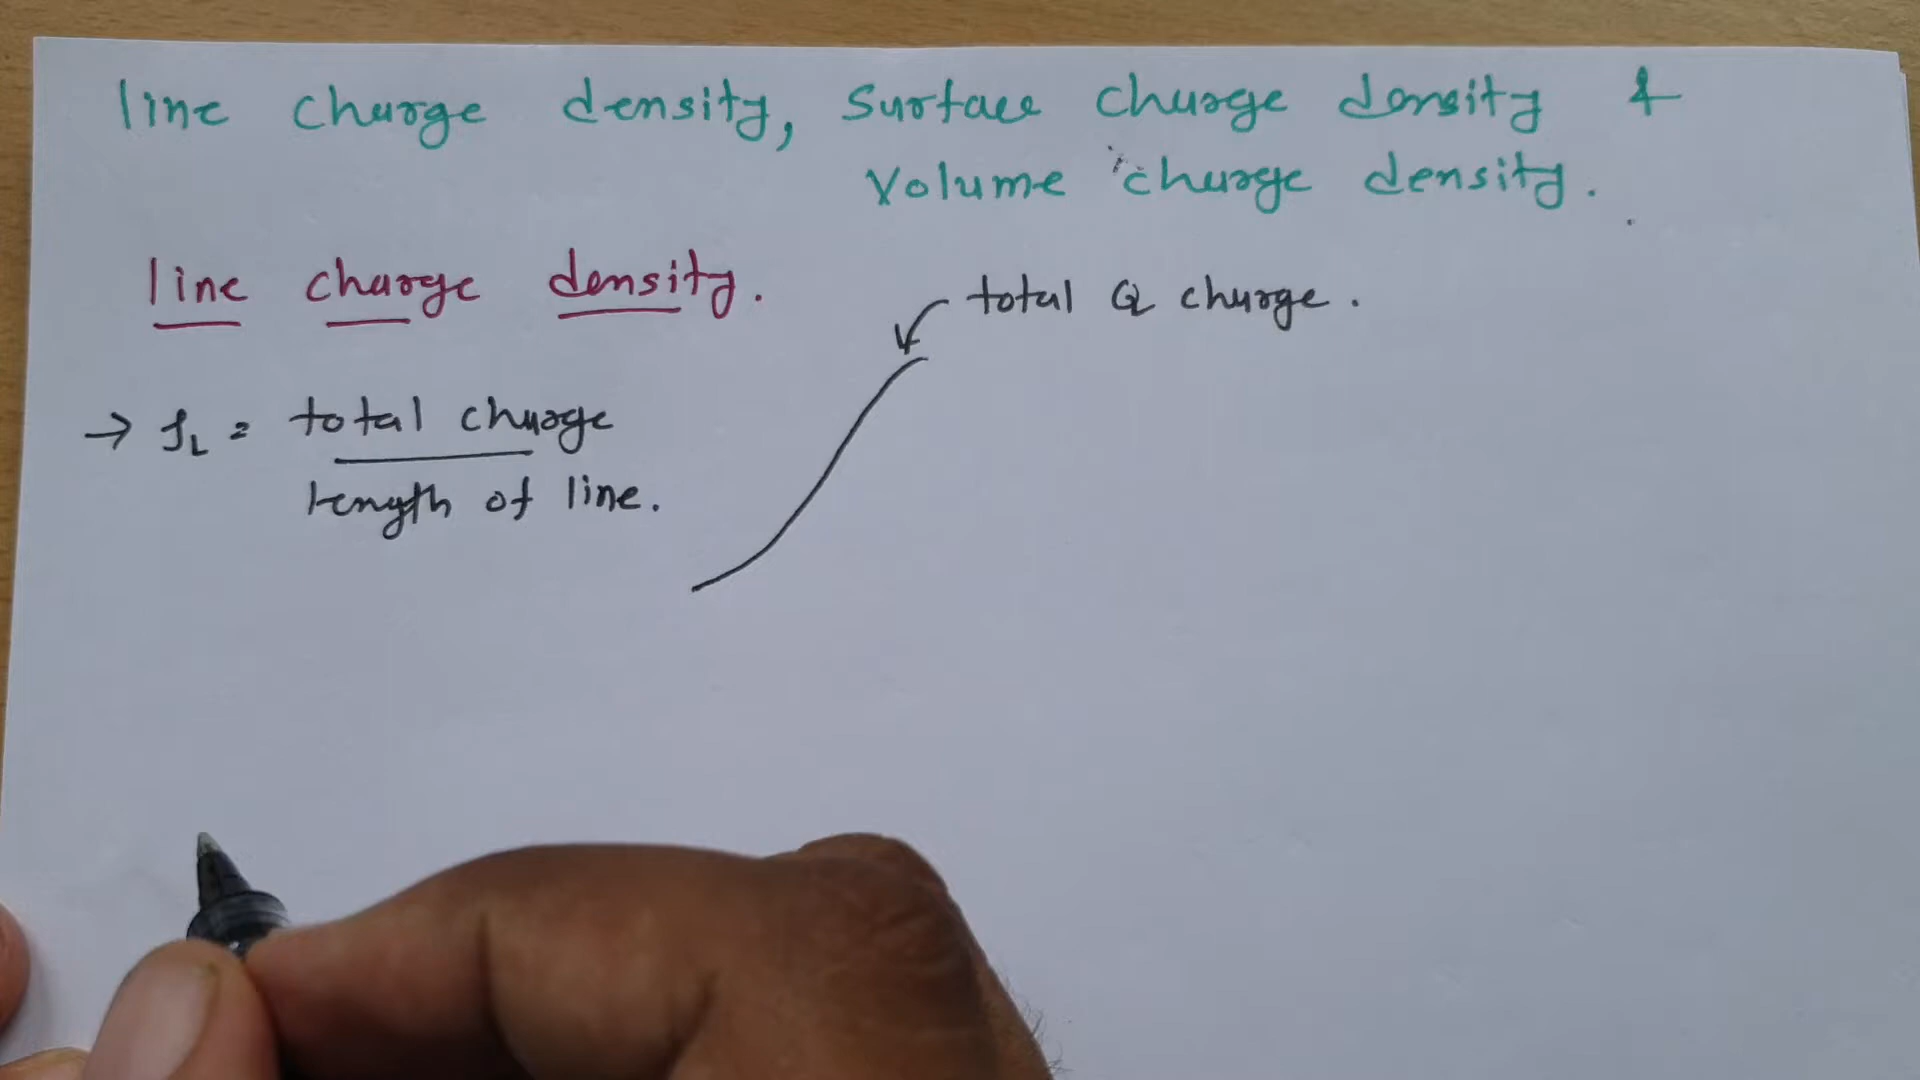 line charge density, Surface charge density &
Volume charge density.
line charge density.
total Q charge.
→ ρL = total charge
length of line.